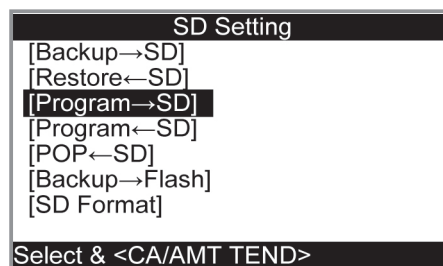 SD Setting
[Backup→SD]
[Restore←SD]
[Program→SD]
[Program←SD]
[POP←SD]
[Backup→Flash]
[SD Format]
Select & <CA/AMT TEND>